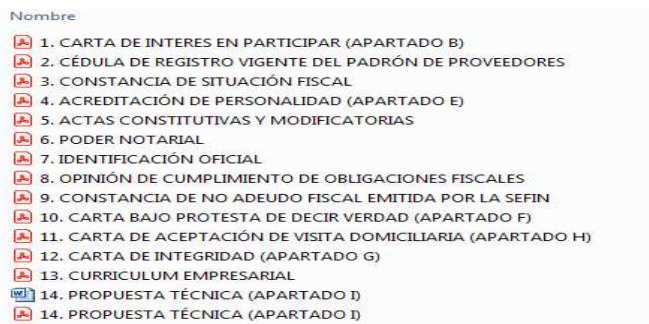 Nombre
1. CARTA DE INTERES EN PARTICIPAR (APARTADO B)
2. CÉDULA DE REGISTRO VIGENTE DEL PADRÓN DE PROVEEDORES
3. CONSTANCIA DE SITUACIÓN FISCAL
4. ACREDITACIÓN DE PERSONALIDAD (APARTADO E)
5. ACTAS CONSTITUTIVAS Y MODIFICATORIAS
6. PODER NOTARIAL
7. IDENTIFICACIÓN OFICIAL
8. OPINIÓN DE CUMPLIMIENTO DE OBLIGACIONES FISCALES
9. CONSTANCIA DE NO ADEUDO FISCAL EMITIDA POR LA SEFIN
10. CARTA BAJO PROTESTA DE DECIR VERDAD (APARTADO F)
11. CARTA DE ACEPTACIÓN DE VISITA DOMICILIARIA (APARTADO H)
12. CARTA DE INTEGRIDAD (APARTADO G)
13. CURRICULUM EMPRESARIAL
14. PROPUESTA TÉCNICA (APARTADO I)
14. PROPUESTA TÉCNICA (APARTADO I)